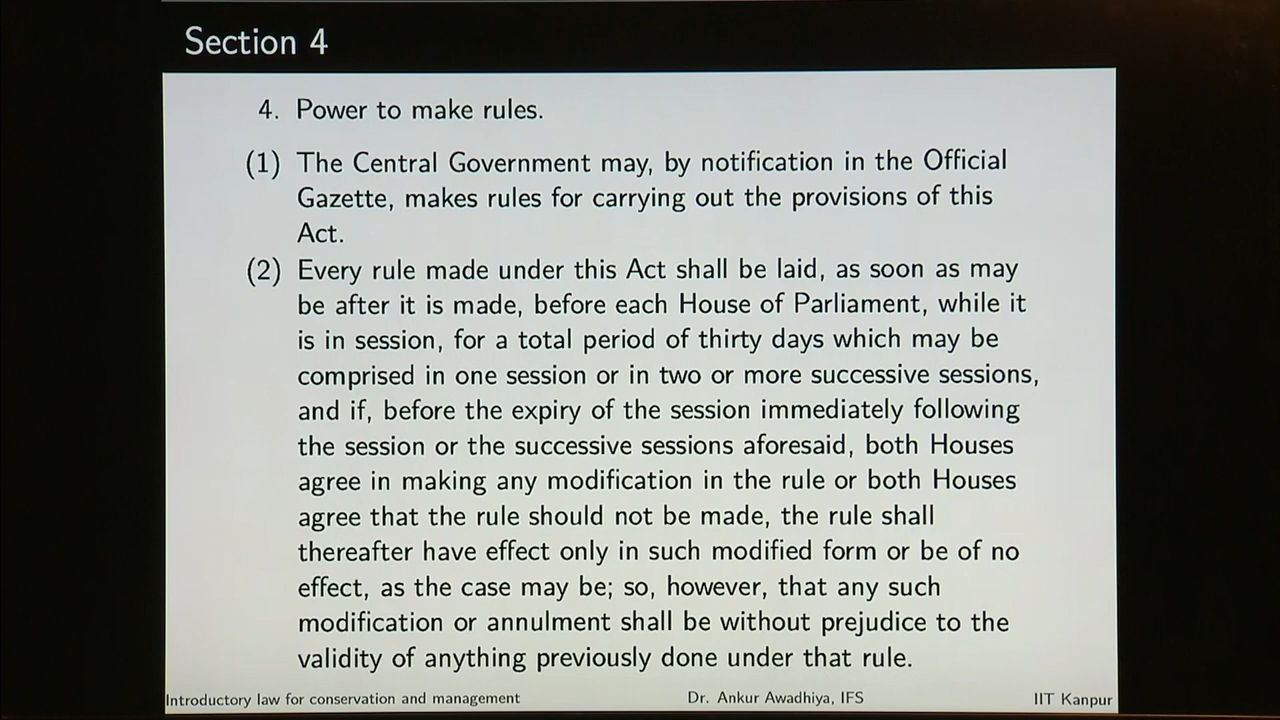 Section 4
4. Power to make rules.
(1) The Central Government may, by notification in the Official
Gazette, makes rules for carrying out the provisions of this
Act.
(2) Every rule made under this Act shall be laid, as soon as may
be after it is made, before each House of Parliament, while it
is in session, for a total period of thirty days which may be
comprised in one session or in two or more successive sessions,
and if, before the expiry of the session immediately following
the session or the successive sessions aforesaid, both Houses
agree in making any modification in the rule or both Houses
agree that the rule should not be made, the rule shall
thereafter have effect only in such modified form or be of no
effect, as the case may be; so, however, that any such
modification or annulment shall be without prejudice to the
validity of anything previously done under that rule.
Introductory law for conservation and management Dr. Ankur Awadhiya, IFS IIT Kanpur